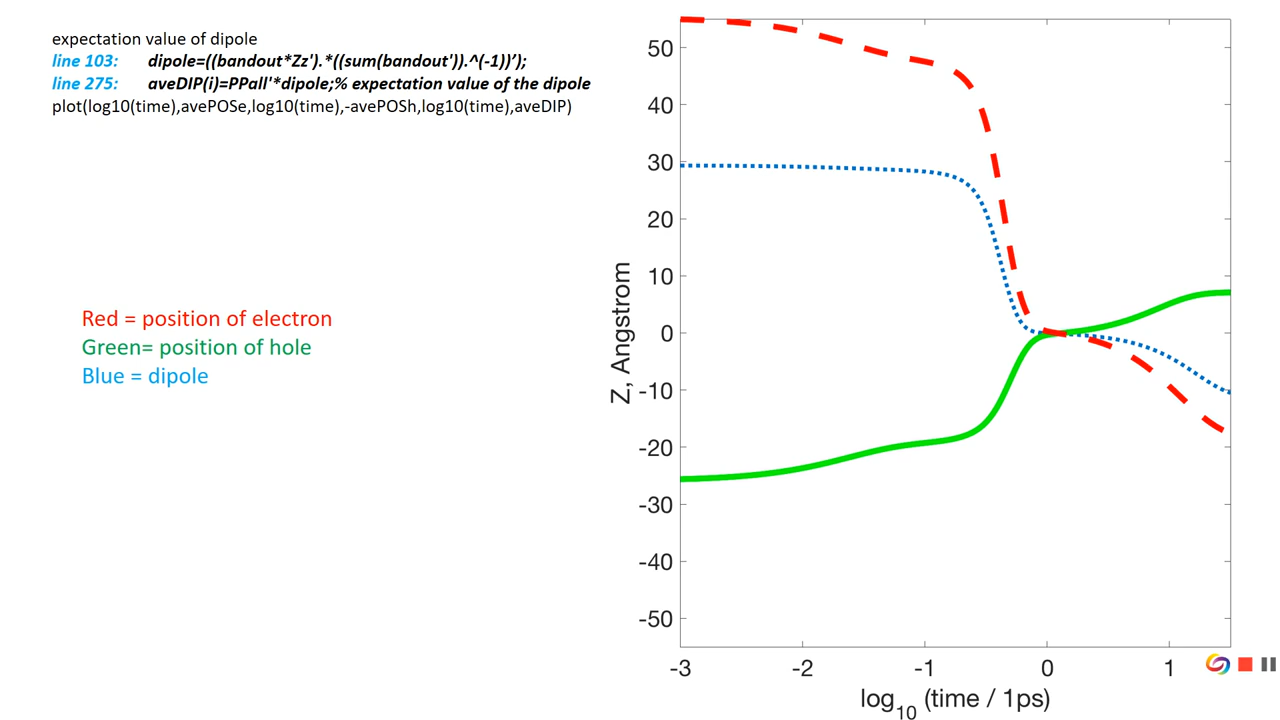 expectation value of dipole
line 103: dipole=((bandout*Zz').*((sum(bandout')).^(-1))’);
line 275: aveDIP(i)=PPall'*dipole;% expectation value of the dipole
plot(log10(time),avePOSe,log10(time),-avePOSh,log10(time),aveDIP)
Red = position of electron
Green= position of hole
Blue = dipole
Z, Angstrom
50
40
30
20
10
0
-10
-20
-30
-40
-50
-3 -2 -1 0 1
log10 (time / 1ps)